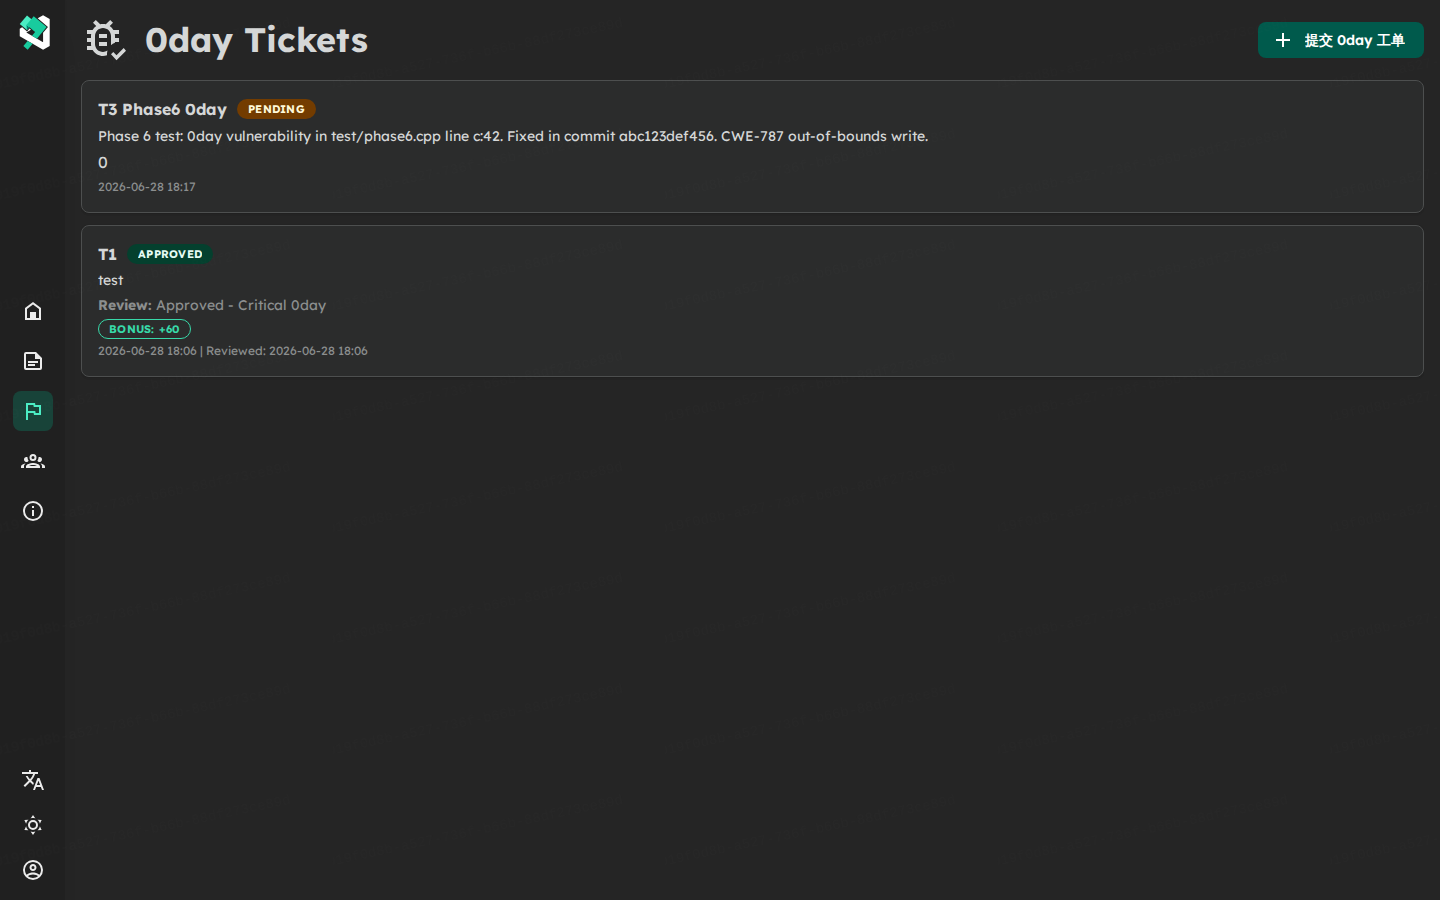 0day Tickets
提交 0day 工单
T3 Phase6 0day PENDING
Phase 6 test: 0day vulnerability in test/phase6.cpp line c:42. Fixed in commit abc123def456. CWE-787 out-of-bounds write.
0
2026-06-28 18:17
T1 APPROVED
test
Review: Approved - Critical 0day
BONUS: +60
2026-06-28 18:06 | Reviewed: 2026-06-28 18:06